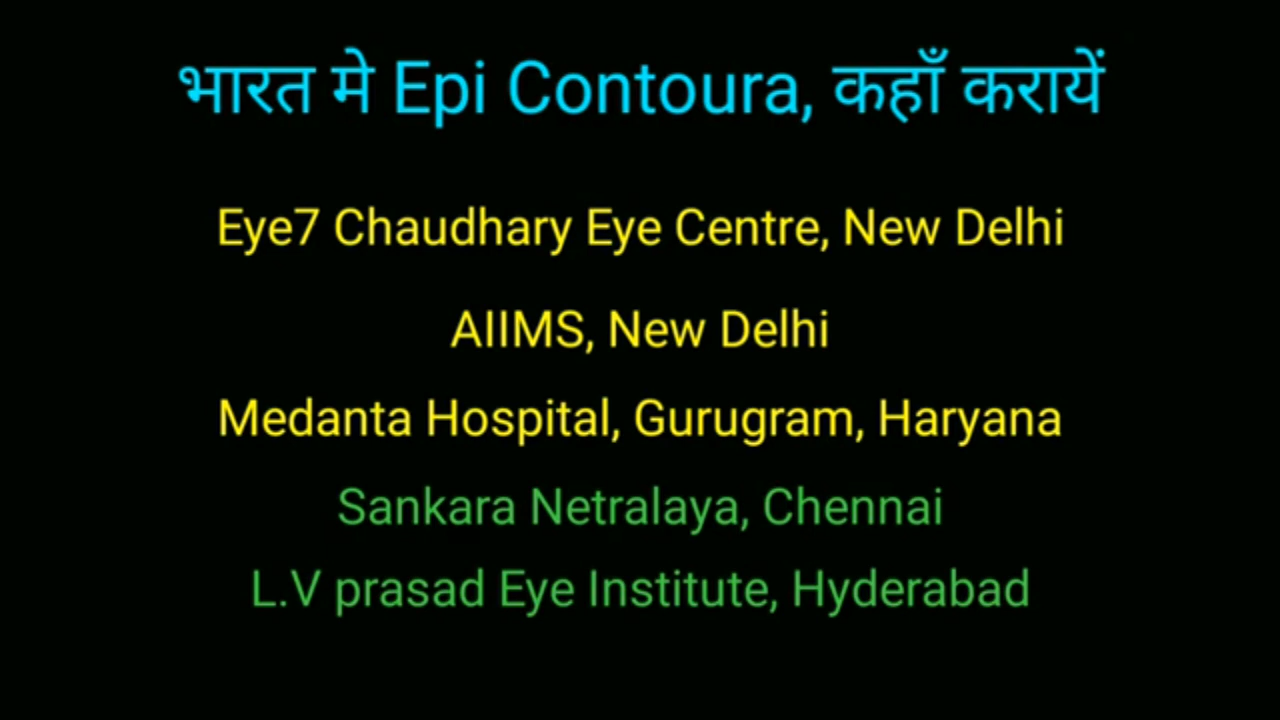 भारत मे Epi Contoura, कहाँ करायें
Eye7 Chaudhary Eye Centre, New Delhi
AIIMS, New Delhi
Medanta Hospital, Gurugram, Haryana
Sankara Netralaya, Chennai
L.V prasad Eye Institute, Hyderabad